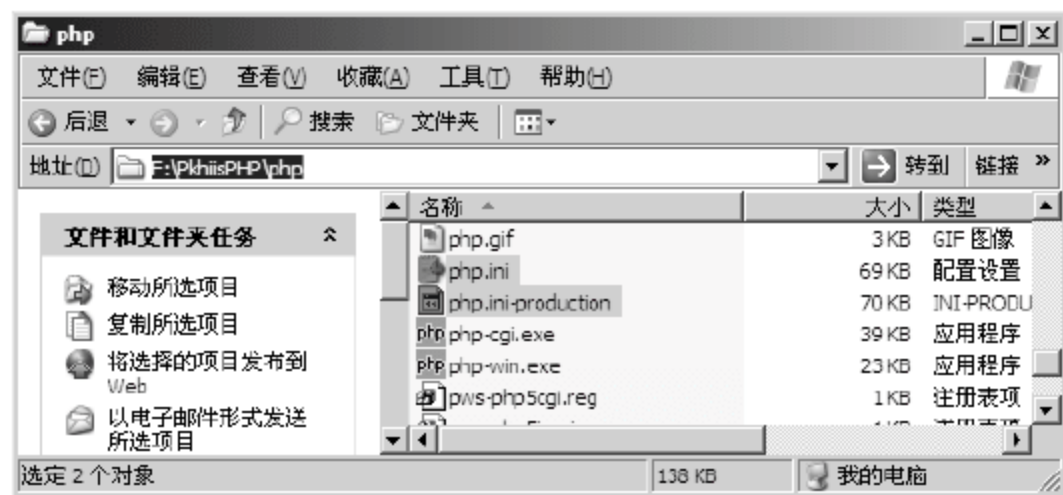 php
文件(F) 编辑(E) 查看(V) 收藏(A) 工具(T) 帮助(H)
后退 搜索 文件夹
地址(D) F:\PkhiisPHP\php 转到 链接 »
文件和文件夹任务
移动所选项目
复制所选项目
将选择的项目发布到
Web
以电子邮件形式发送
所选项目
名称 大小 类型
php.gif 3 KB GIF 图像
php.ini 69 KB 配置设置
php.ini-production 70 KB INI-PRODU
php php-cgi.exe 39 KB 应用程序
php php-win.exe 23 KB 应用程序
pws-php5cgi.reg 1 KB 注册表项
选定 2 个对象 138 KB 我的电脑